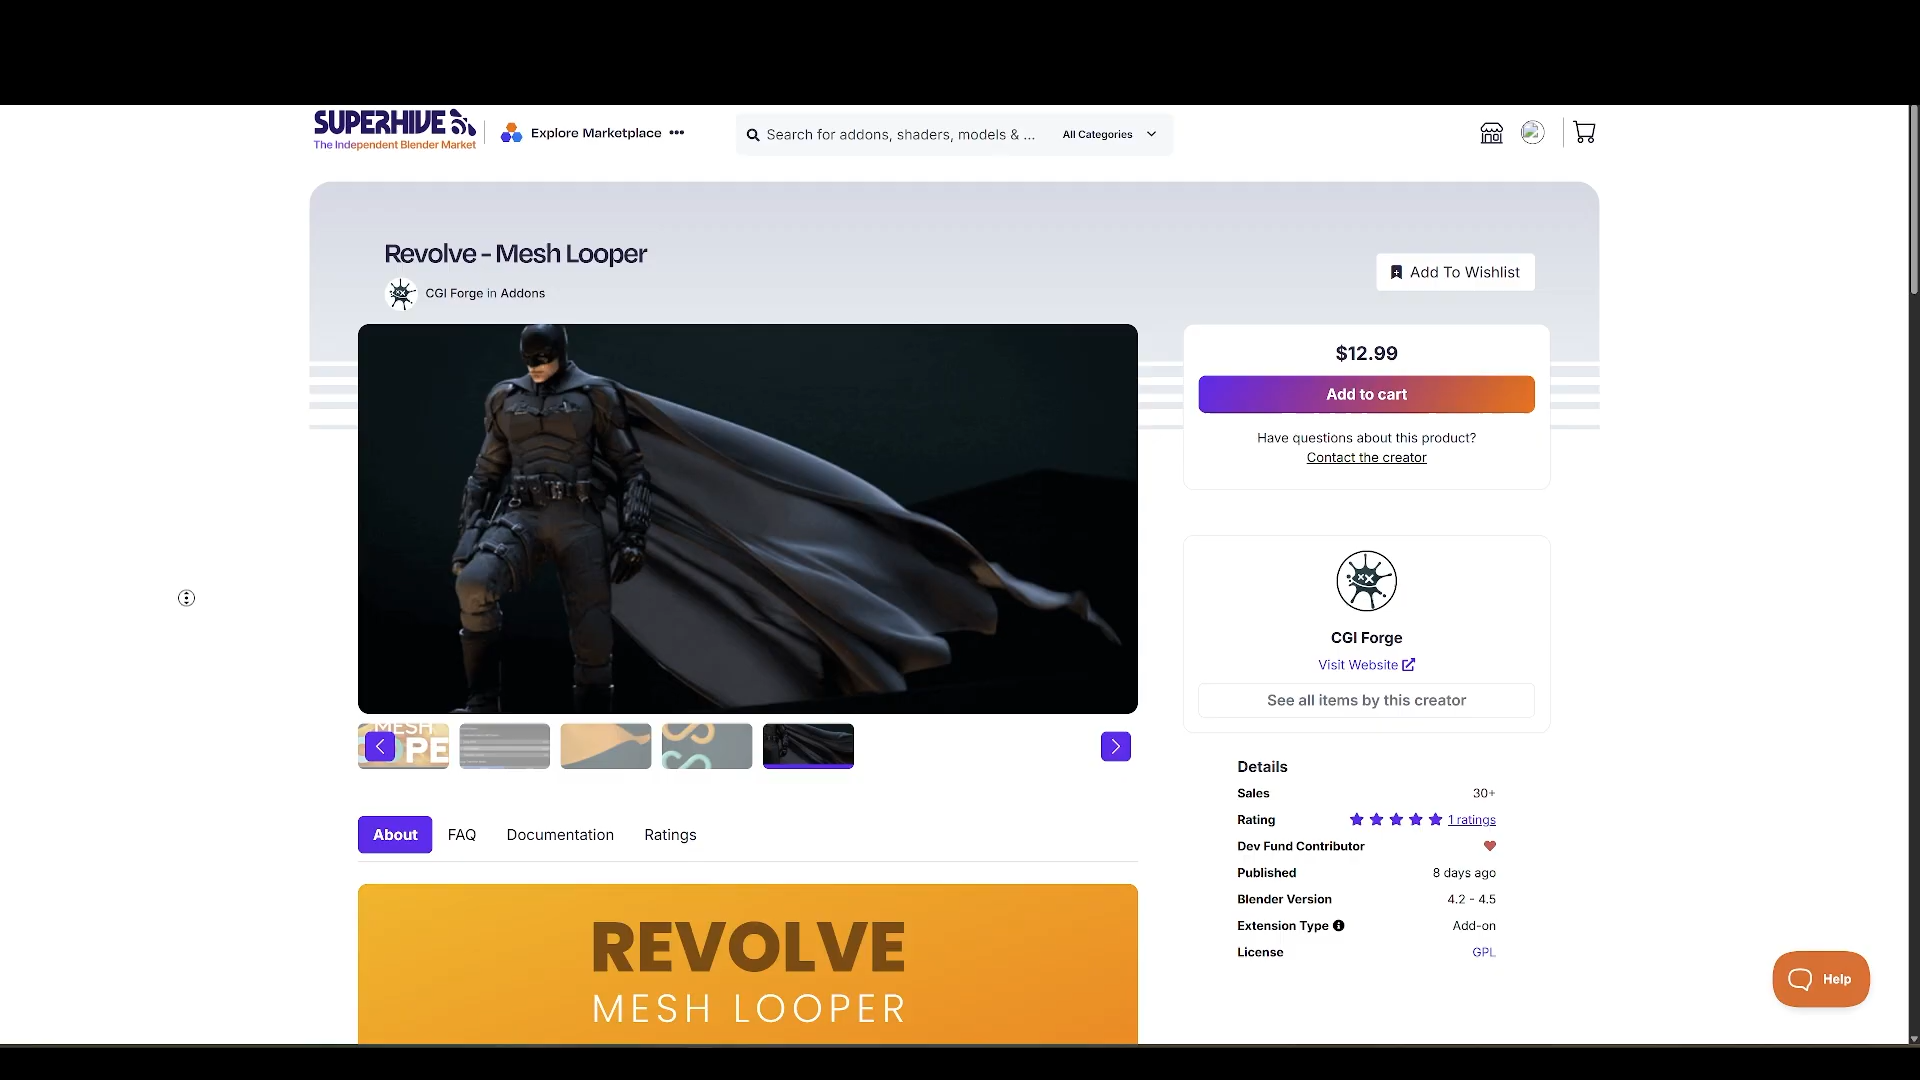 SUPERHIVE
The Independent Blender Market
Explore Marketplace •••
Search for addons, shaders, models & ...
All Categories
Revolve - Mesh Looper
CGI Forge in Addons
Add To Wishlist
$12.99
Add to cart
Have questions about this product?
Contact the creator
CGI Forge
Visit Website
See all items by this creator
MESH
OPE
About
FAQ
Documentation
Ratings
Details
Sales 30+
Rating 1 ratings
Dev Fund Contributor
Published 8 days ago
Blender Version 4.2 - 4.5
Extension Type Add-on
License GPL
REVOLVE
MESH LOOPER
Help